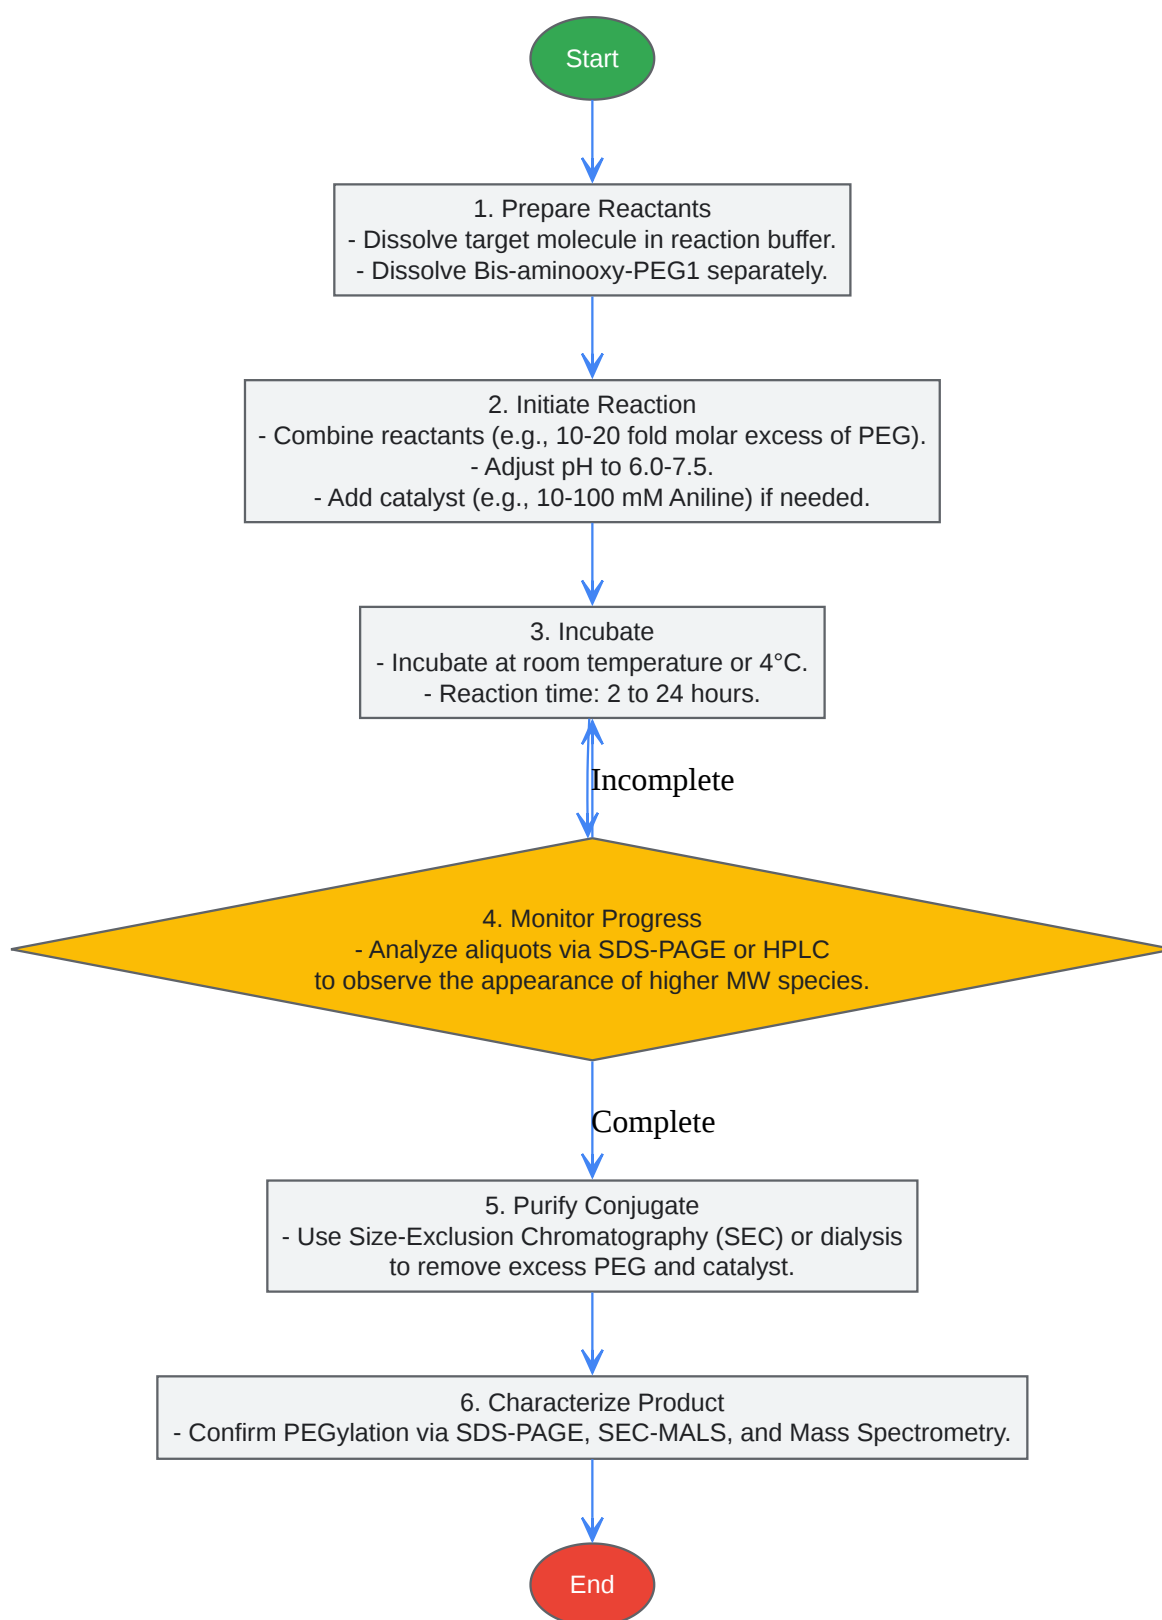 Start
1. Prepare Reactants
- Dissolve target molecule in reaction buffer.
- Dissolve Bis-aminooxy-PEG1 separately.
2. Initiate Reaction
- Combine reactants (e.g., 10-20 fold molar excess of PEG).
- Adjust pH to 6.0-7.5.
- Add catalyst (e.g., 10-100 mM Aniline) if needed.
3. Incubate
- Incubate at room temperature or 4°C.
- Reaction time: 2 to 24 hours.
Incomplete
4. Monitor Progress
- Analyze aliquots via SDS-PAGE or HPLC
to observe the appearance of higher MW species.
Complete
5. Purify Conjugate
- Use Size-Exclusion Chromatography (SEC) or dialysis
to remove excess PEG and catalyst.
6. Characterize Product
- Confirm PEGylation via SDS-PAGE, SEC-MALS, and Mass Spectrometry.
End